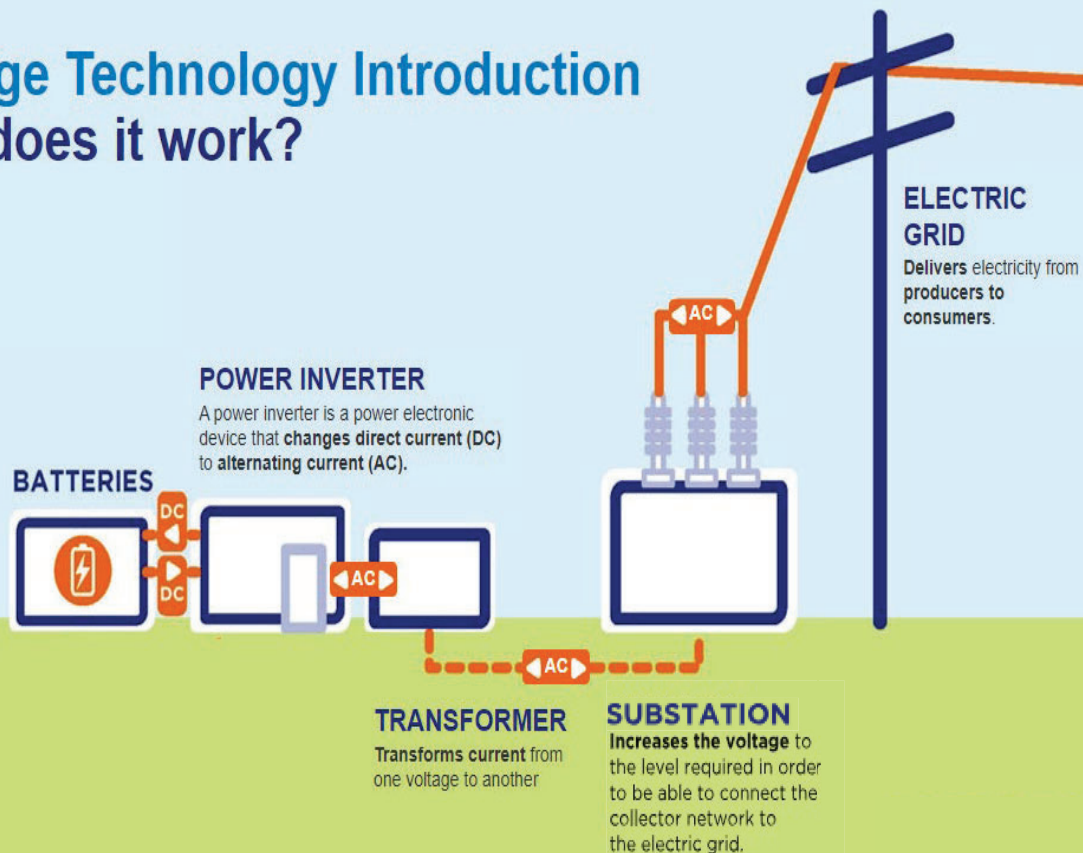 ge Technology Introduction
does it work?
ELECTRIC
GRID
Delivers electricity from
producers to
consumers.
AC
POWER INVERTER
A power inverter is a power electronic
device that changes direct current (DC)
to alternating current (AC).
BATTERIES
DC
DC
AC
AC
TRANSFORMER
Transforms current from
one voltage to another
SUBSTATION
Increases the voltage to
the level required in order
to be able to connect the
collector network to
the electric grid.